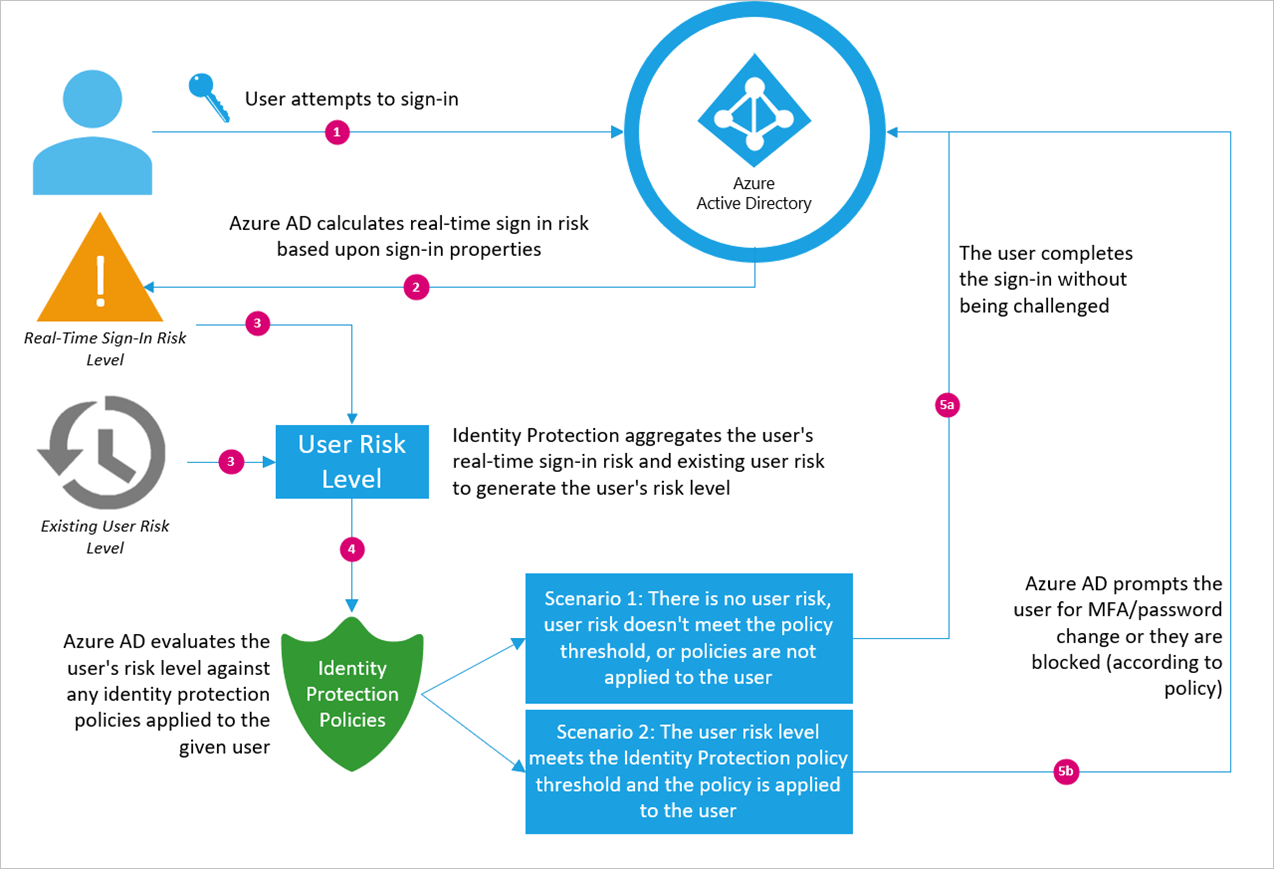 User attempts to sign-in
1
Azure
Active Directory
Azure AD calculates real-time sign in risk
based upon sign-in properties
2
The user completes
the sign-in without
being challenged
!
3
Real-Time Sign-In Risk
Level
5a
User Risk
Level
Identity Protection aggregates the user's
real-time sign-in risk and existing user risk
to generate the user's risk level
3
Existing User Risk
Level
4
Azure AD evaluates the
user's risk level against
any identity protection
policies applied to the
given user
Identity
Protection
Policies
Scenario 1: There is no user risk,
user risk doesn't meet the policy
threshold, or policies are not
applied to the user
Azure AD prompts the
user for MFA/password
change or they are
blocked (according to
policy)
Scenario 2: The user risk level
meets the Identity Protection policy
threshold and the policy is applied
to the user
5b